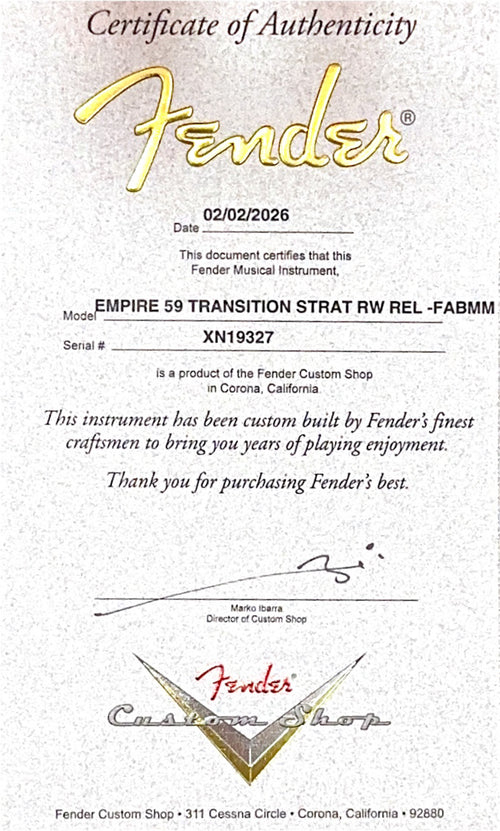 Certificate of Authenticity
Fender®
Date 02/02/2026
This document certifies that this
Fender Musical Instrument,
Model EMPIRE 59 TRANSITION STRAT RW REL -FABMM
Serial # XN19327
is a product of the Fender Custom Shop
in Corona, California.
This instrument has been custom built by Fender's finest
craftsmen to bring you years of playing enjoyment.
Thank you for purchasing Fender's best.
Marko Ibarra
Director of Custom Shop
Fender®
Custom Shop
Fender Custom Shop • 311 Cessna Circle • Corona, California • 92880